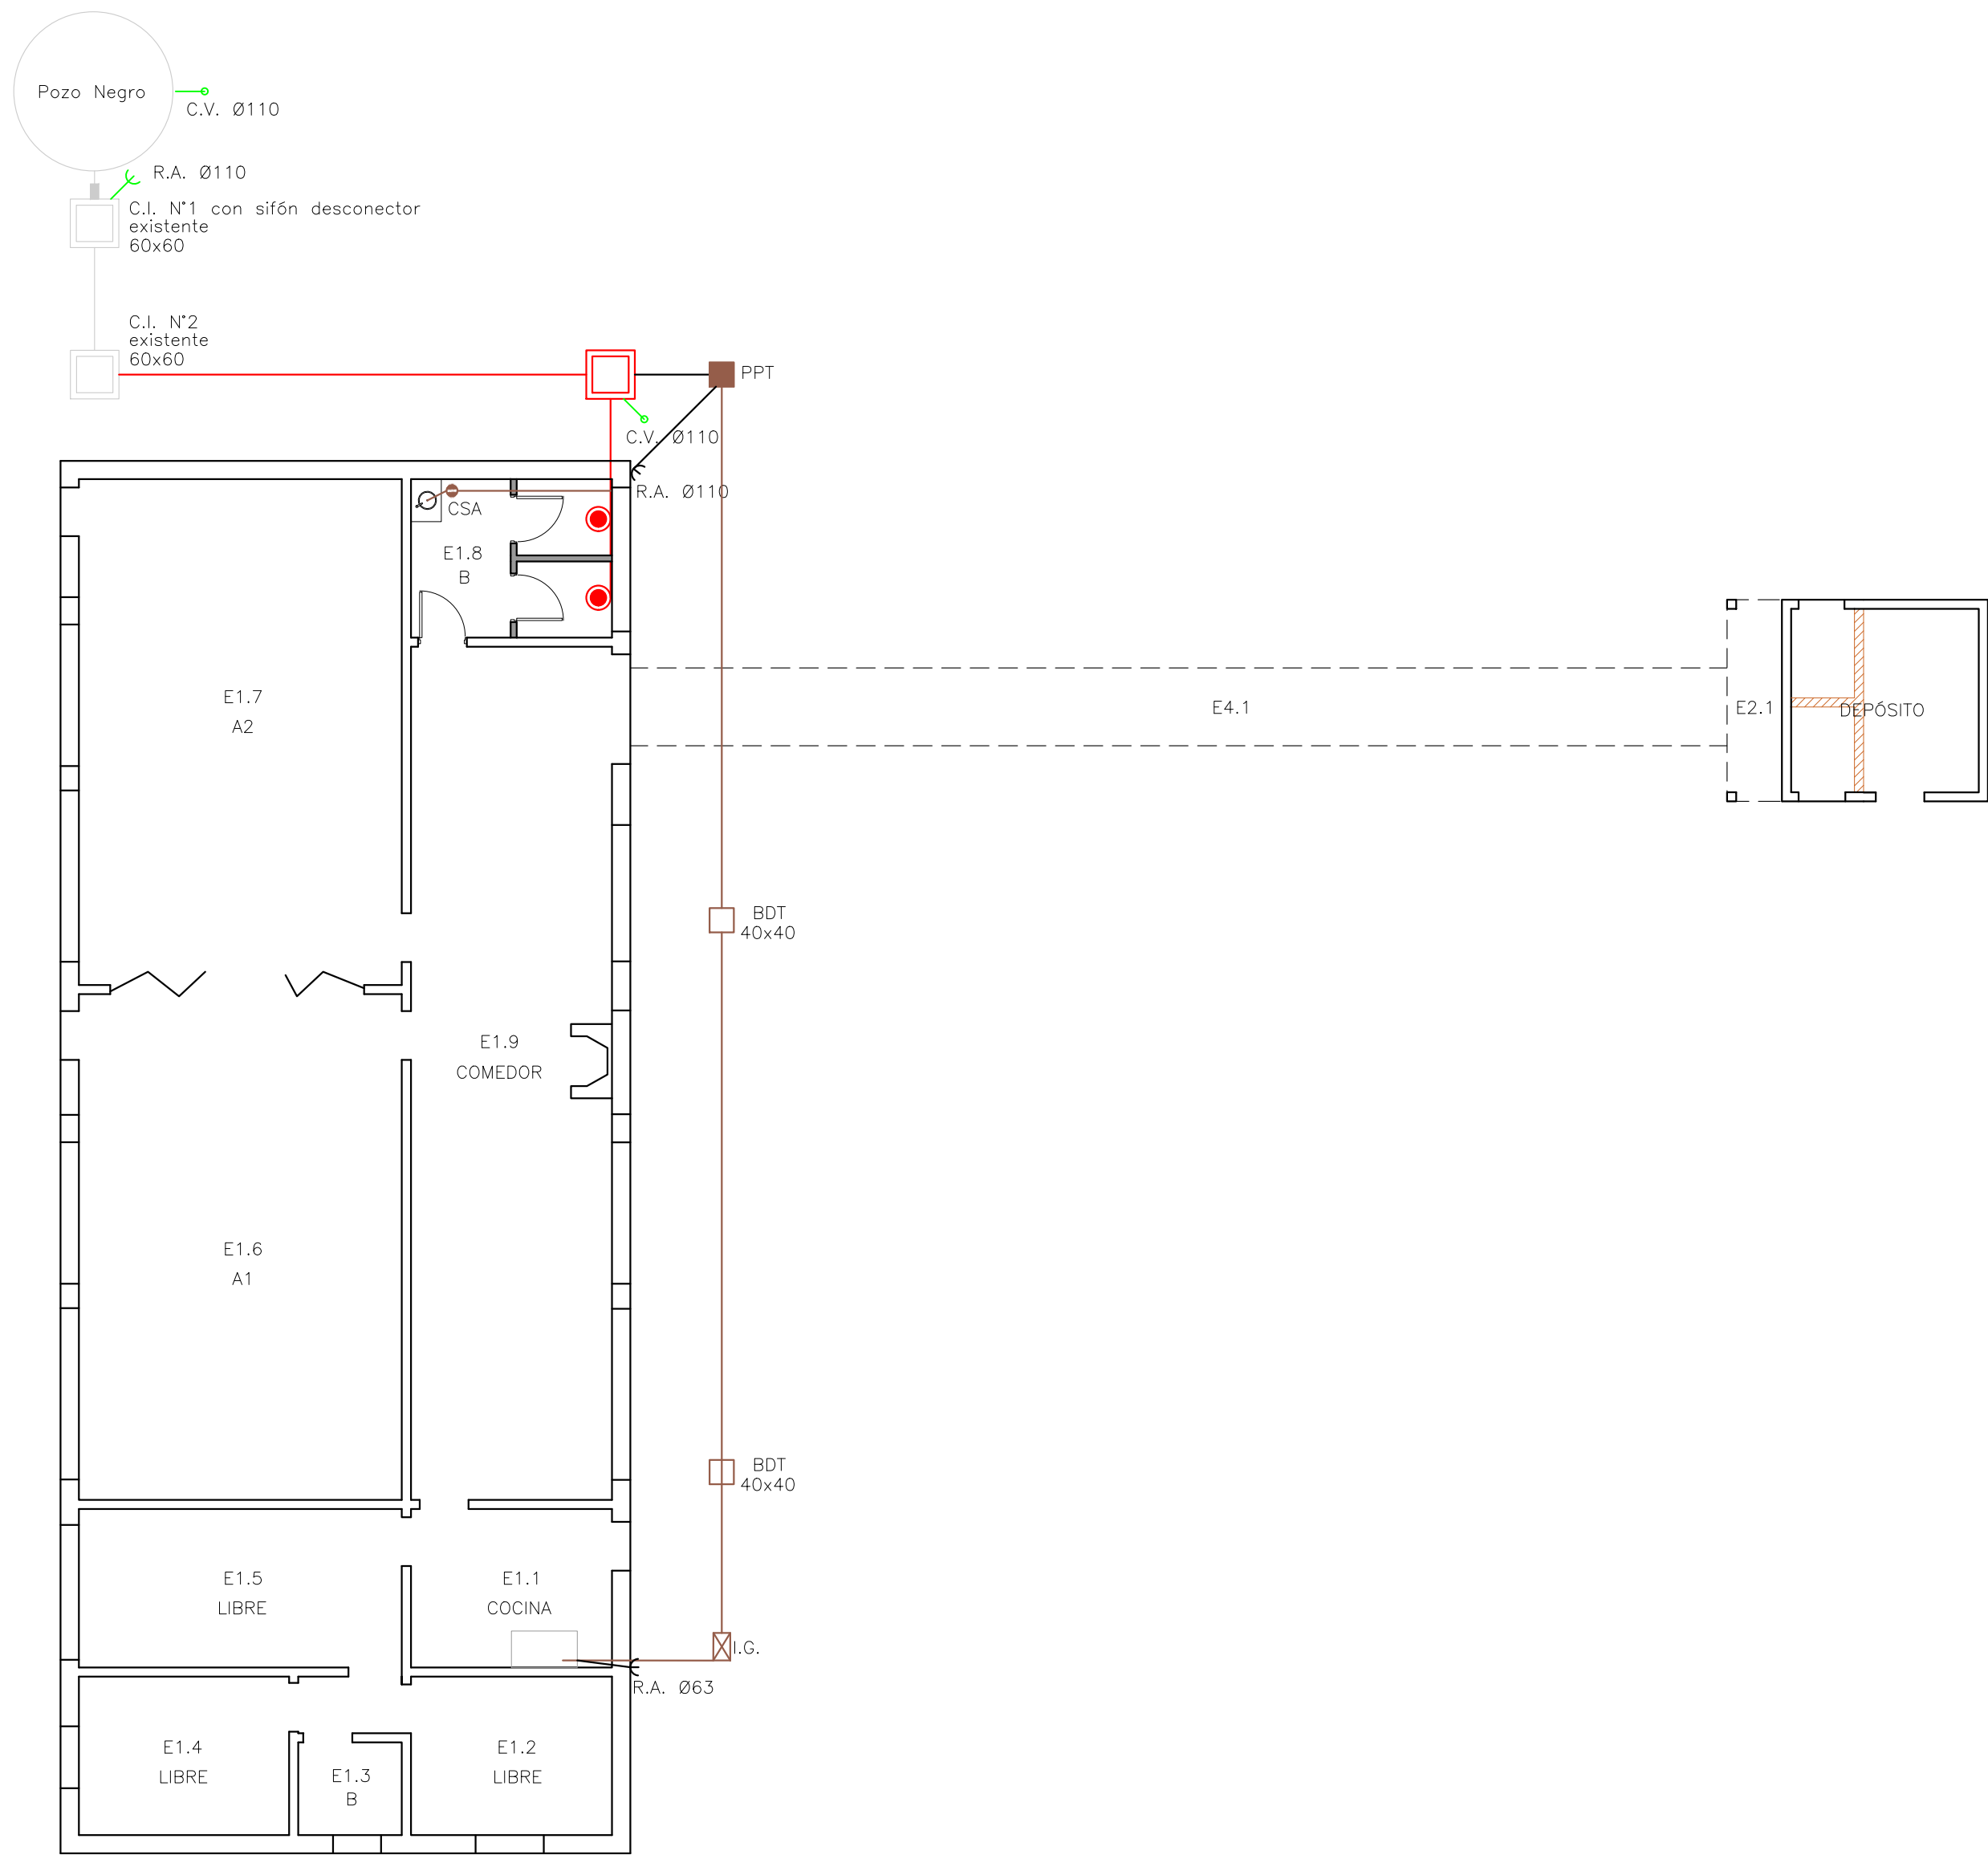 Pozo Negro
C.V. Ø110
R.A. Ø110
C.I. N°1 con sifón desconector
existente
60x60
C.I. N°2
existente
60x60
PPT
C.V. Ø110
R.A. Ø110
CSA
E1.8
B
E1.7
A2
E4.1
E2.1
DEPÓSITO
BDT
40x40
E1.9
COMEDOR
E1.6
A1
BDT
40x40
E1.5
LIBRE
E1.1
COCINA
I.G.
R.A. Ø63
E1.4
LIBRE
E1.3
B
E1.2
LIBRE